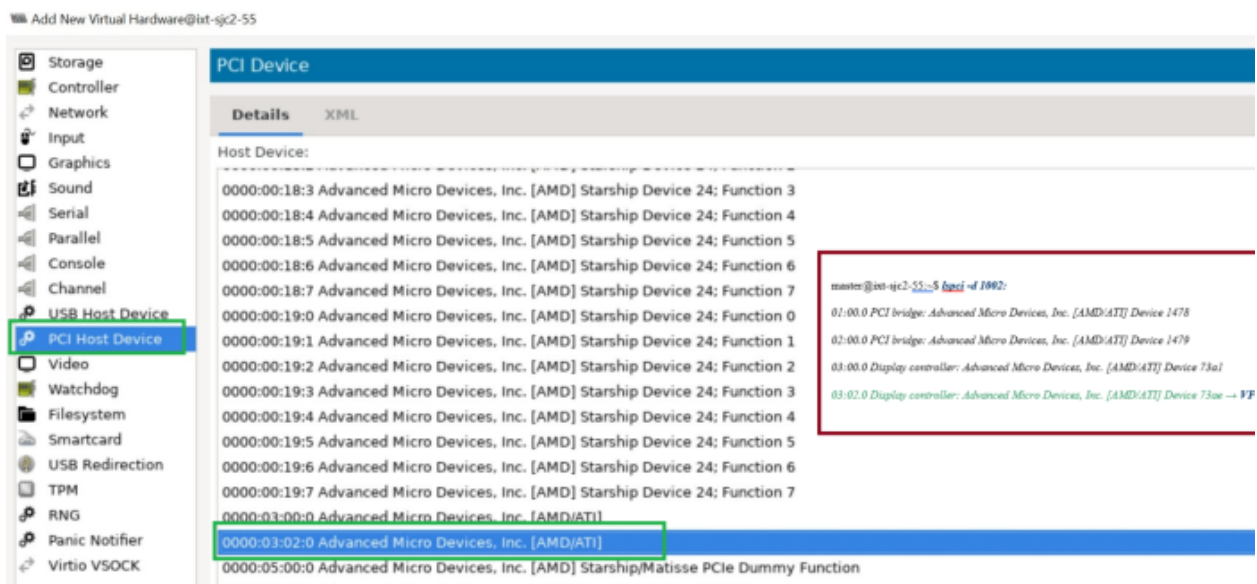 Add New Virtual Hardware@ixt-sjc2-55
Storage
Controller
Network
Input
Graphics
Sound
Serial
Parallel
Console
Channel
USB Host Device
PCI Host Device
Video
Watchdog
Filesystem
Smartcard
USB Redirection
TPM
RNG
Panic Notifier
Virtio VSOCK
PCI Device
Details XML
Host Device:
0000:00:18:3 Advanced Micro Devices, Inc. [AMD] Starship Device 24; Function 3
0000:00:18:4 Advanced Micro Devices, Inc. [AMD] Starship Device 24; Function 4
0000:00:18:5 Advanced Micro Devices, Inc. [AMD] Starship Device 24; Function 5
0000:00:18:6 Advanced Micro Devices, Inc. [AMD] Starship Device 24; Function 6
0000:00:18:7 Advanced Micro Devices, Inc. [AMD] Starship Device 24; Function 7
0000:00:19:0 Advanced Micro Devices, Inc. [AMD] Starship Device 24; Function 0
0000:00:19:1 Advanced Micro Devices, Inc. [AMD] Starship Device 24; Function 1
0000:00:19:2 Advanced Micro Devices, Inc. [AMD] Starship Device 24; Function 2
0000:00:19:3 Advanced Micro Devices, Inc. [AMD] Starship Device 24; Function 3
0000:00:19:4 Advanced Micro Devices, Inc. [AMD] Starship Device 24; Function 4
0000:00:19:5 Advanced Micro Devices, Inc. [AMD] Starship Device 24; Function 5
0000:00:19:6 Advanced Micro Devices, Inc. [AMD] Starship Device 24; Function 6
0000:00:19:7 Advanced Micro Devices, Inc. [AMD] Starship Device 24; Function 7
0000:03:00:0 Advanced Micro Devices, Inc. [AMD/ATI]
0000:03:02:0 Advanced Micro Devices, Inc. [AMD/ATI]
0000:05:00:0 Advanced Micro Devices, Inc. [AMD] Starship/Matisse PCIe Dummy Function
master@ixt-sjc2-55:~$ lspci -d 1002:
01:00.0 PCI bridge: Advanced Micro Devices, Inc. [AMD/ATI] Device 1478
02:00.0 PCI bridge: Advanced Micro Devices, Inc. [AMD/ATI] Device 1479
03:00.0 Display controller: Advanced Micro Devices, Inc. [AMD/ATI] Device 73a1
03:02.0 Display controller: Advanced Micro Devices, Inc. [AMD/ATI] Device 73ae → VF